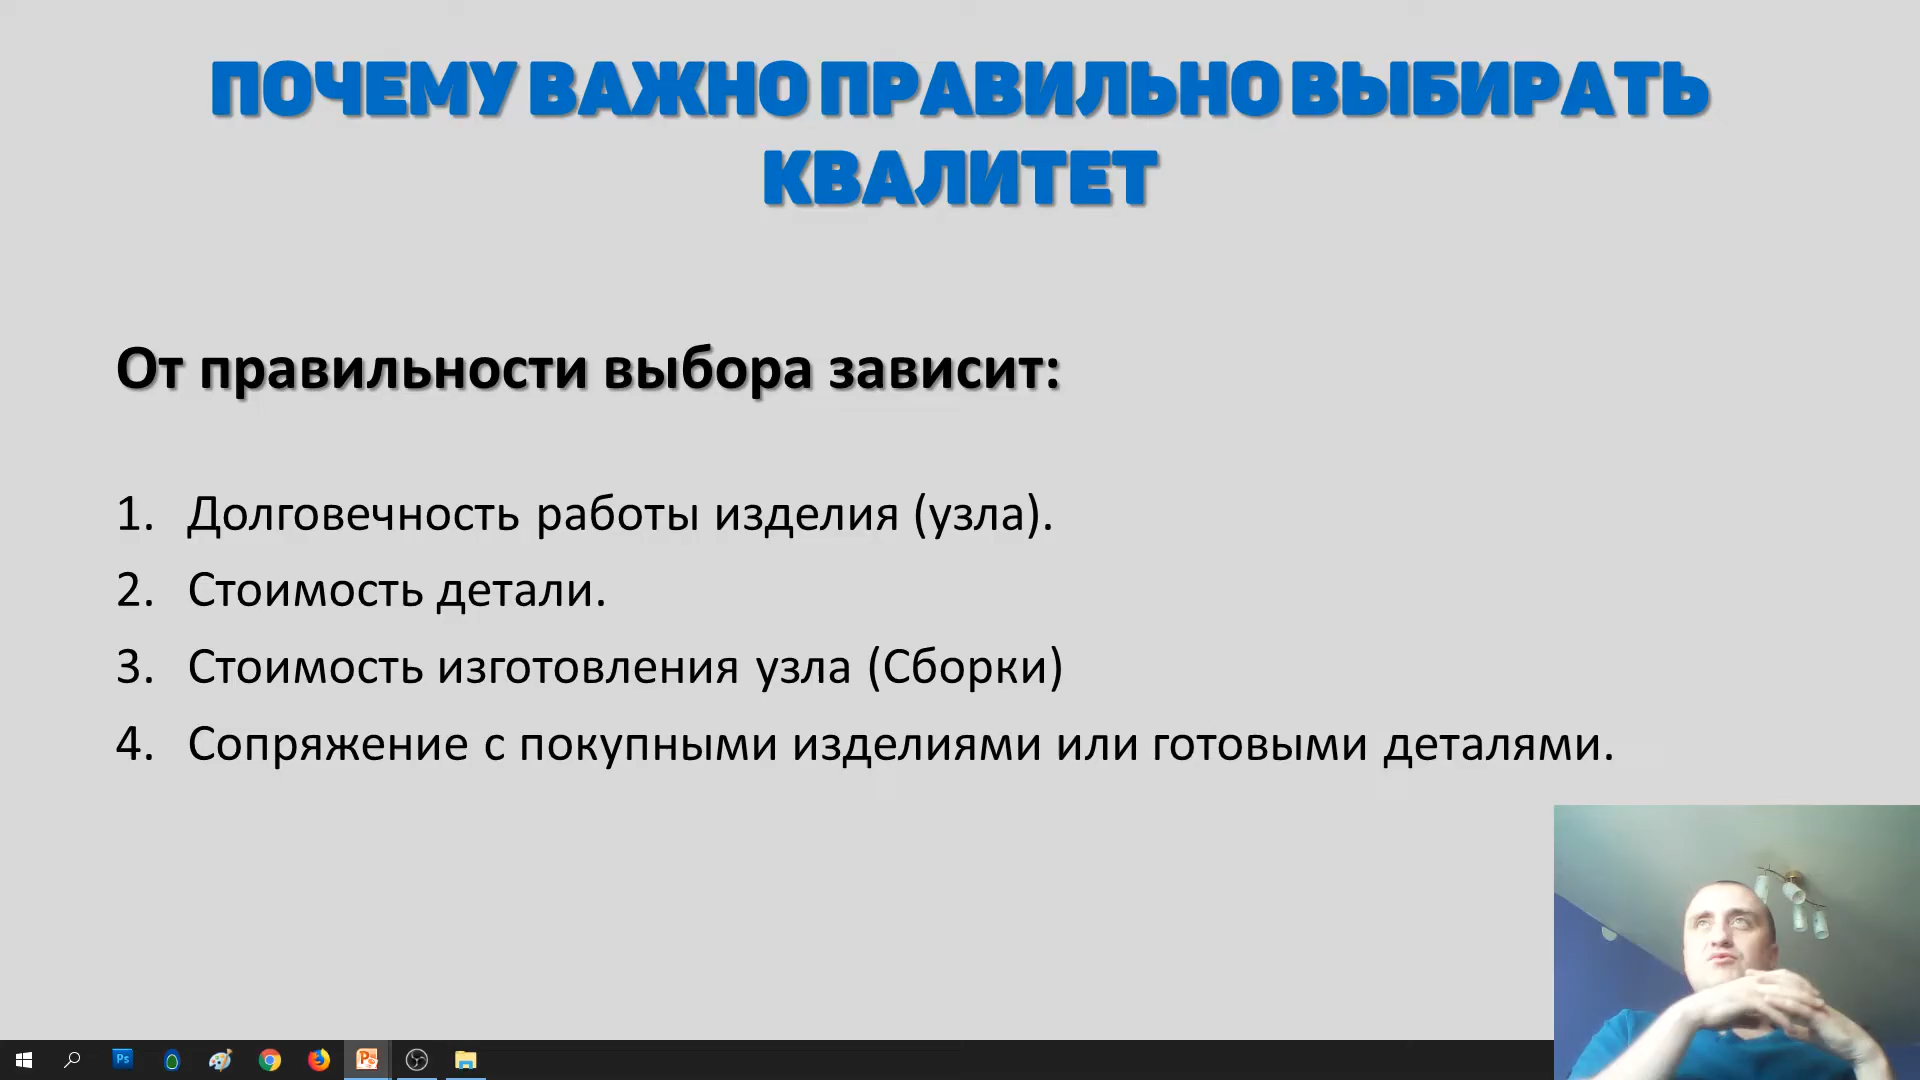 ПОЧЕМУ ВАЖНО ПРАВИЛЬНО ВЫБИРАТЬ
КВАЛИТЕТ
От правильности выбора зависит:
1. Долговечность работы изделия (узла).
2. Стоимость детали.
3. Стоимость изготовления узла (Сборки)
4. Сопряжение с покупными изделиями или готовыми деталями.
Ps